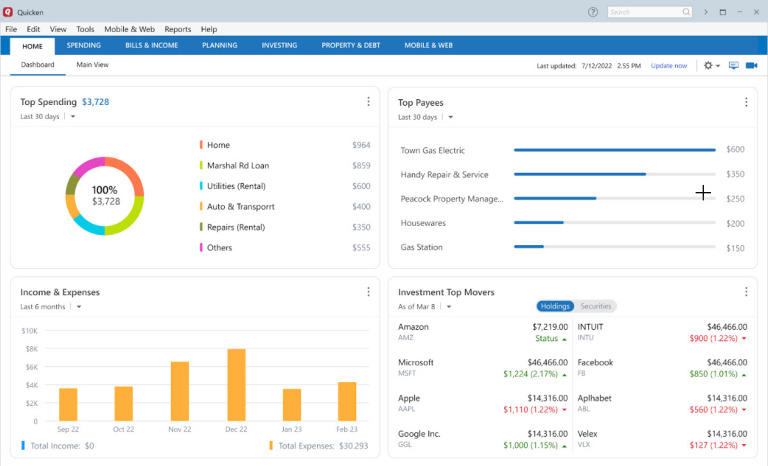 Quicken
Search
File Edit View Tools Mobile & Web Reports Help
HOME SPENDING BILLS & INCOME PLANNING INVESTING PROPERTY & DEBT MOBILE & WEB
Dashboard Main View
Last updated: 7/12/2022 2.55 PM Update now
Top Spending $3,728
Last 30 days
100%
$3,728
Home $964
Marshal Rd Loan $859
Utilities (Rental) $600
Auto & Transporrt $400
Repairs (Rental) $350
Others $555
Top Payees
Last 30 days
Town Gas Electric $600
Handy Repair & Service $350
Peacock Property Manage... $250
Housewares $200
Gas Station $150
Income & Expenses
Last 6 months
$10K
$8K
$6K
$4K
$2K
0
Sep 22 Oct 22 Nov 22 Dec 22 Jan 23 Feb 23
Total Income: $0 Total Expenses: $30.293
Investment Top Movers
As of Mar 8
Holdings Securities
Amazon $7,219.00 INTUIT $46,466.00
AMZ Status INTU $900 (1.22%)
Microsoft $46,466.00 Facebook $46,466.00
MSFT $1,224 (2.17%) FB $850 (1.01%)
Apple $14,316.00 Aplhabet $14,316.00
AAPL $1,110 (1.22%) ABL $560 (1.22%)
Google Inc. $14,316.00 Velex $14,316.00
GGL $1,000 (1.15%) VLX $127 (1.22%)